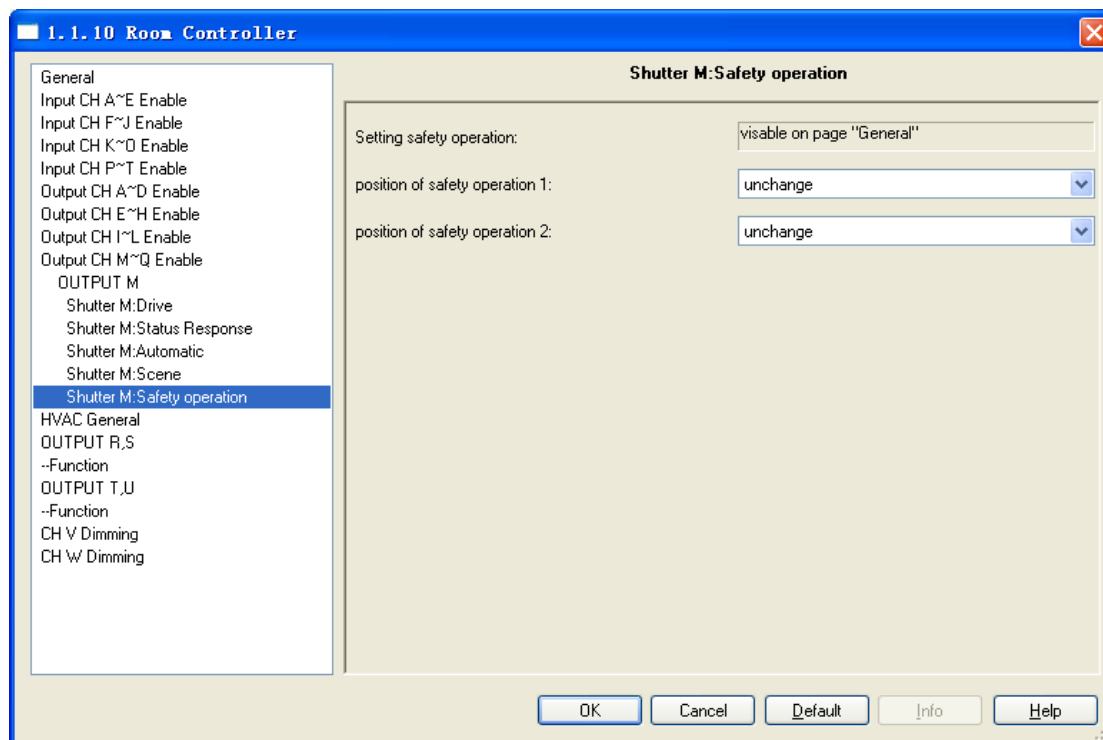 1.1.10 Room Controller
General
Input CH A~E Enable
Input CH F~J Enable
Input CH K~O Enable
Input CH P~T Enable
Output CH A~D Enable
Output CH E~H Enable
Output CH I~L Enable
Output CH M~Q Enable
OUTPUT M
Shutter M:Drive
Shutter M:Status Response
Shutter M:Automatic
Shutter M:Scene
Shutter M:Safety operation
HVAC General
OUTPUT R,S
--Function
OUTPUT T,U
--Function
CH V Dimming
CH W Dimming
Shutter M:Safety operation
Setting safety operation: visable on page "General"
position of safety operation 1: unchange
position of safety operation 2: unchange
OK Cancel Default Info Help